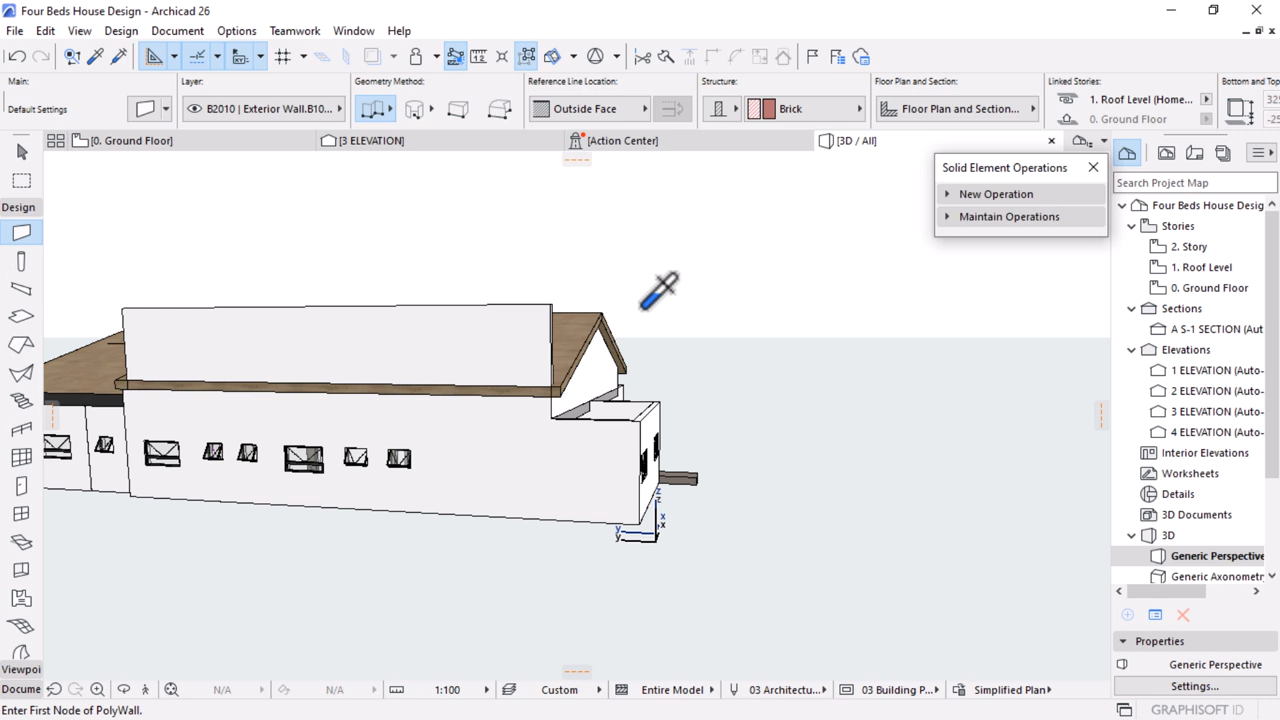 Four Beds House Design - Archicad 26
File Edit View Design Document Options Teamwork Window Help
Main: Layer: Geometry Method: Reference Line Location: Structure: Floor Plan and Section: Linked Stories: Bottom and Top
Default Settings
B2010 | Exterior Wall.B10...
Outside Face
Brick
Floor Plan and Section...
1. Roof Level (Home...
0. Ground Floor
[0. Ground Floor]
[3 ELEVATION]
[Action Center]
[3D / All]
Solid Element Operations
New Operation
Maintain Operations
Design
Viewpoi
Docume
Search Project Map
Four Beds House Desig
Stories
2. Story
1. Roof Level
0. Ground Floor
Sections
A S-1 SECTION (Aut
Elevations
1 ELEVATION (Auto-
2 ELEVATION (Auto-
3 ELEVATION (Auto-
4 ELEVATION (Auto-
Interior Elevations
Worksheets
Details
3D Documents
3D
Generic Perspective
Generic Axonometr
Properties
Generic Perspective
Settings...
z
z
x
x
y
y
N/A
N/A
1:100
Custom
Entire Model
03 Architectu...
03 Building P...
Simplified Plan
Enter First Node of PolyWall.
GRAPHISOFT ID